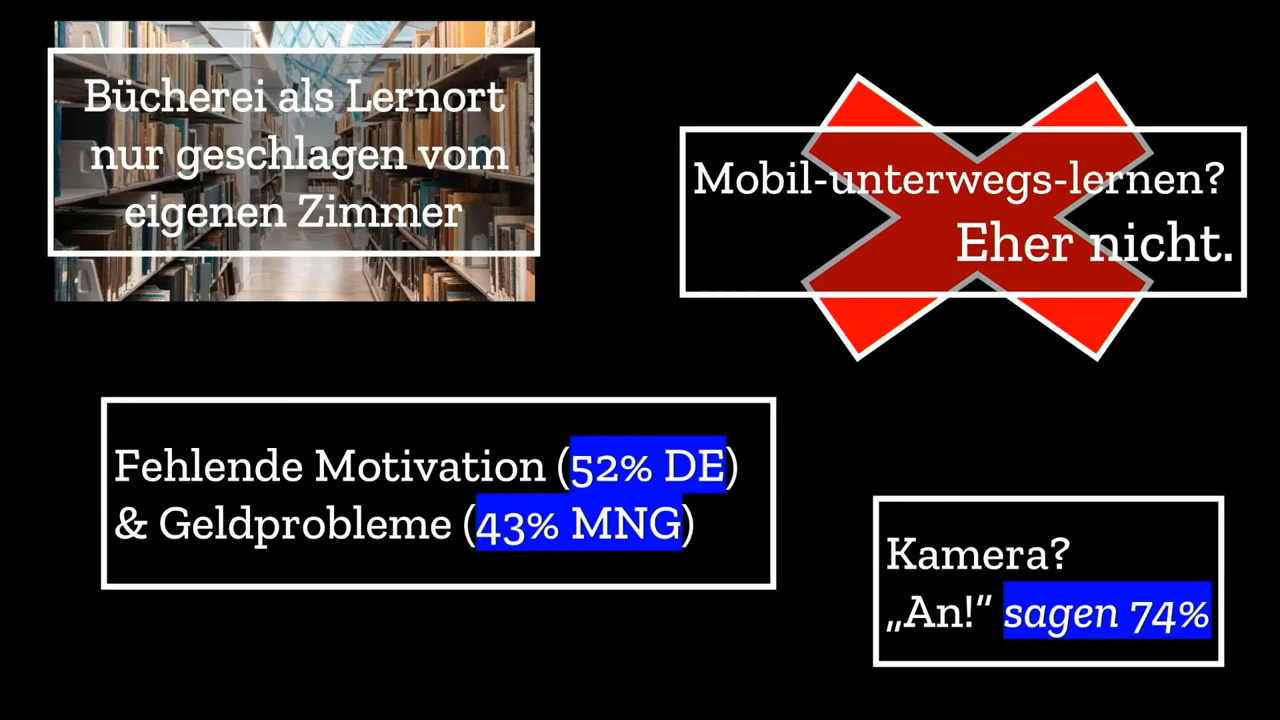 Bücherei als Lernort
nur geschlagen vom
eigenen Zimmer
Mobil-unterwegs-lernen?
Eher nicht.
Fehlende Motivation (52% DE)
& Geldprobleme (43% MNG)
Kamera?
„An!“ sagen 74%